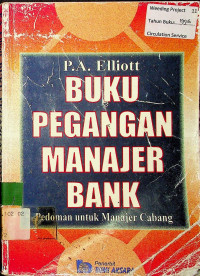 Weeding Project 22
Tahun Buku: 1996
Circulation Service
P.A. Elliott
BUKU
PEGANGAN
MANAJER
BANK
Pedoman untuk Manajer Cabang
Penerbit
BUMI AKSARA